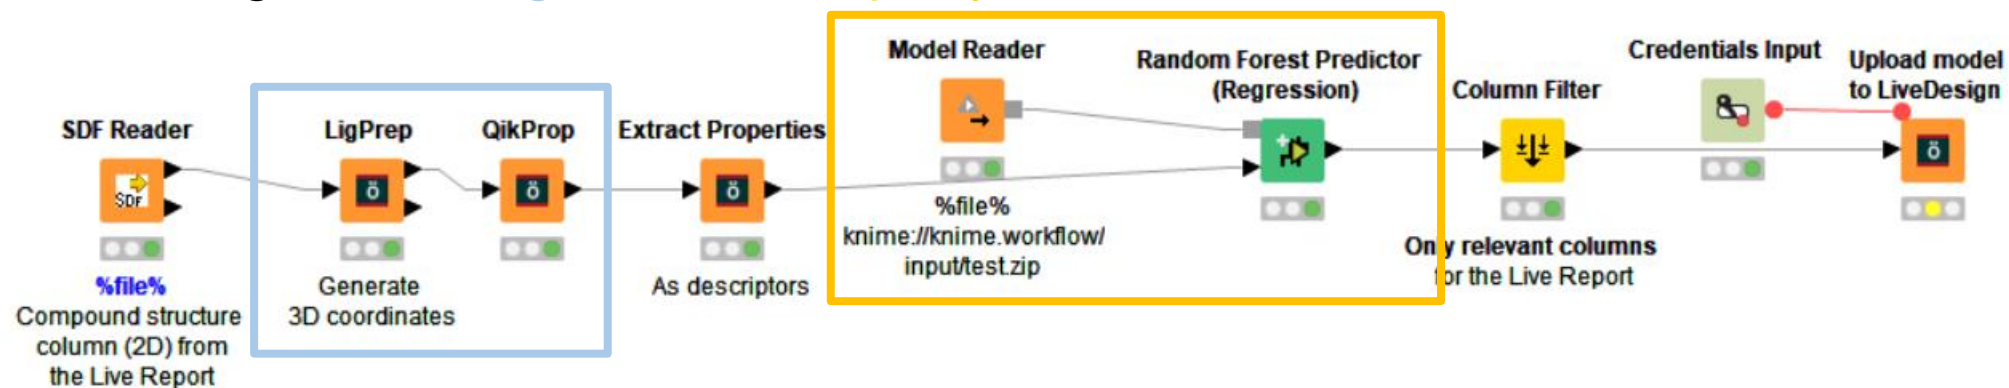 SDF Reader
SDF
%file%
Compound structure
column (2D) from
the Live Report
LigPrep
ö
Generate
3D coordinates
QikProp
ö
Extract Properties
ö
As descriptors
Model Reader
%file%
knime://knime.workflow/
input/test.zip
Random Forest Predictor
(Regression)
Column Filter
Only relevant columns
for the Live Report
Credentials Input
Upload model
to LiveDesign
ö